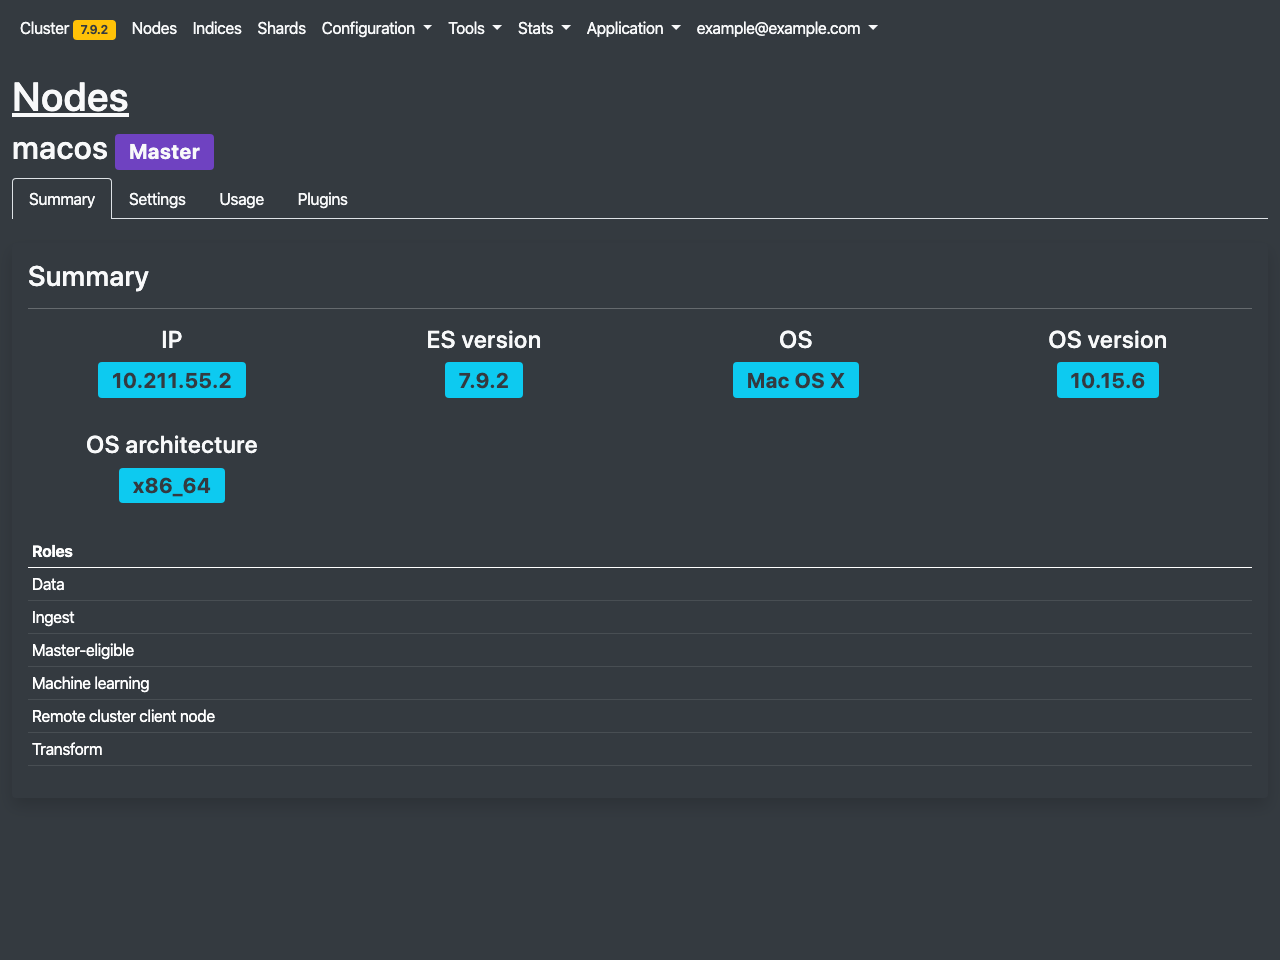 Cluster 7.9.2 Nodes Indices Shards Configuration Tools Stats Application example@example.com
Nodes
macos Master
Summary Settings Usage Plugins
Summary
IP ES version OS OS version
10.211.55.2 7.9.2 Mac OS X 10.15.6
OS architecture
x86_64
Roles
Data
Ingest
Master-eligible
Machine learning
Remote cluster client node
Transform